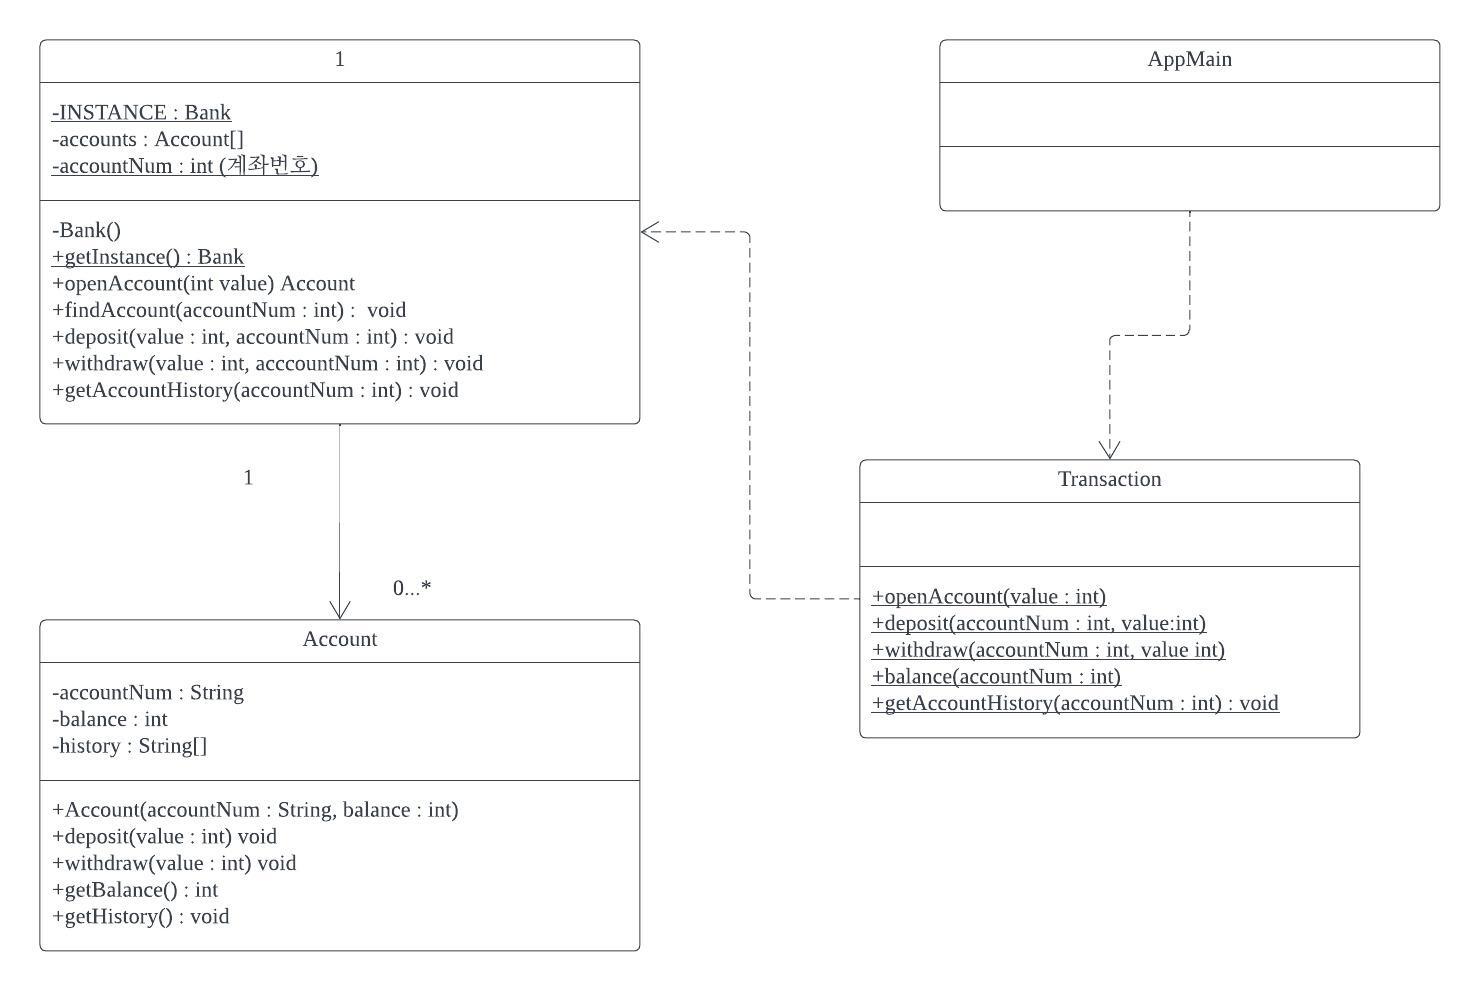 1
-INSTANCE : Bank
-accounts : Account[]
-accountNum : int (계좌번호)
-Bank()
+getInstance() : Bank
+openAccount(int value) Account
+findAccount(accountNum : int) :  void
+deposit(value : int, accountNum : int) : void
+withdraw(value : int, acccountNum : int) : void
+getAccountHistory(accountNum : int) : void
1
0...*
Account
-accountNum : String
-balance : int
-history : String[]
+Account(accountNum : String, balance : int)
+deposit(value : int) void
+withdraw(value : int) void
+getBalance() : int
+getHistory() : void
AppMain
Transaction
+openAccount(value : int)
+deposit(accountNum : int, value:int)
+withdraw(accountNum : int, value int)
+balance(accountNum : int)
+getAccountHistory(accountNum : int) : void